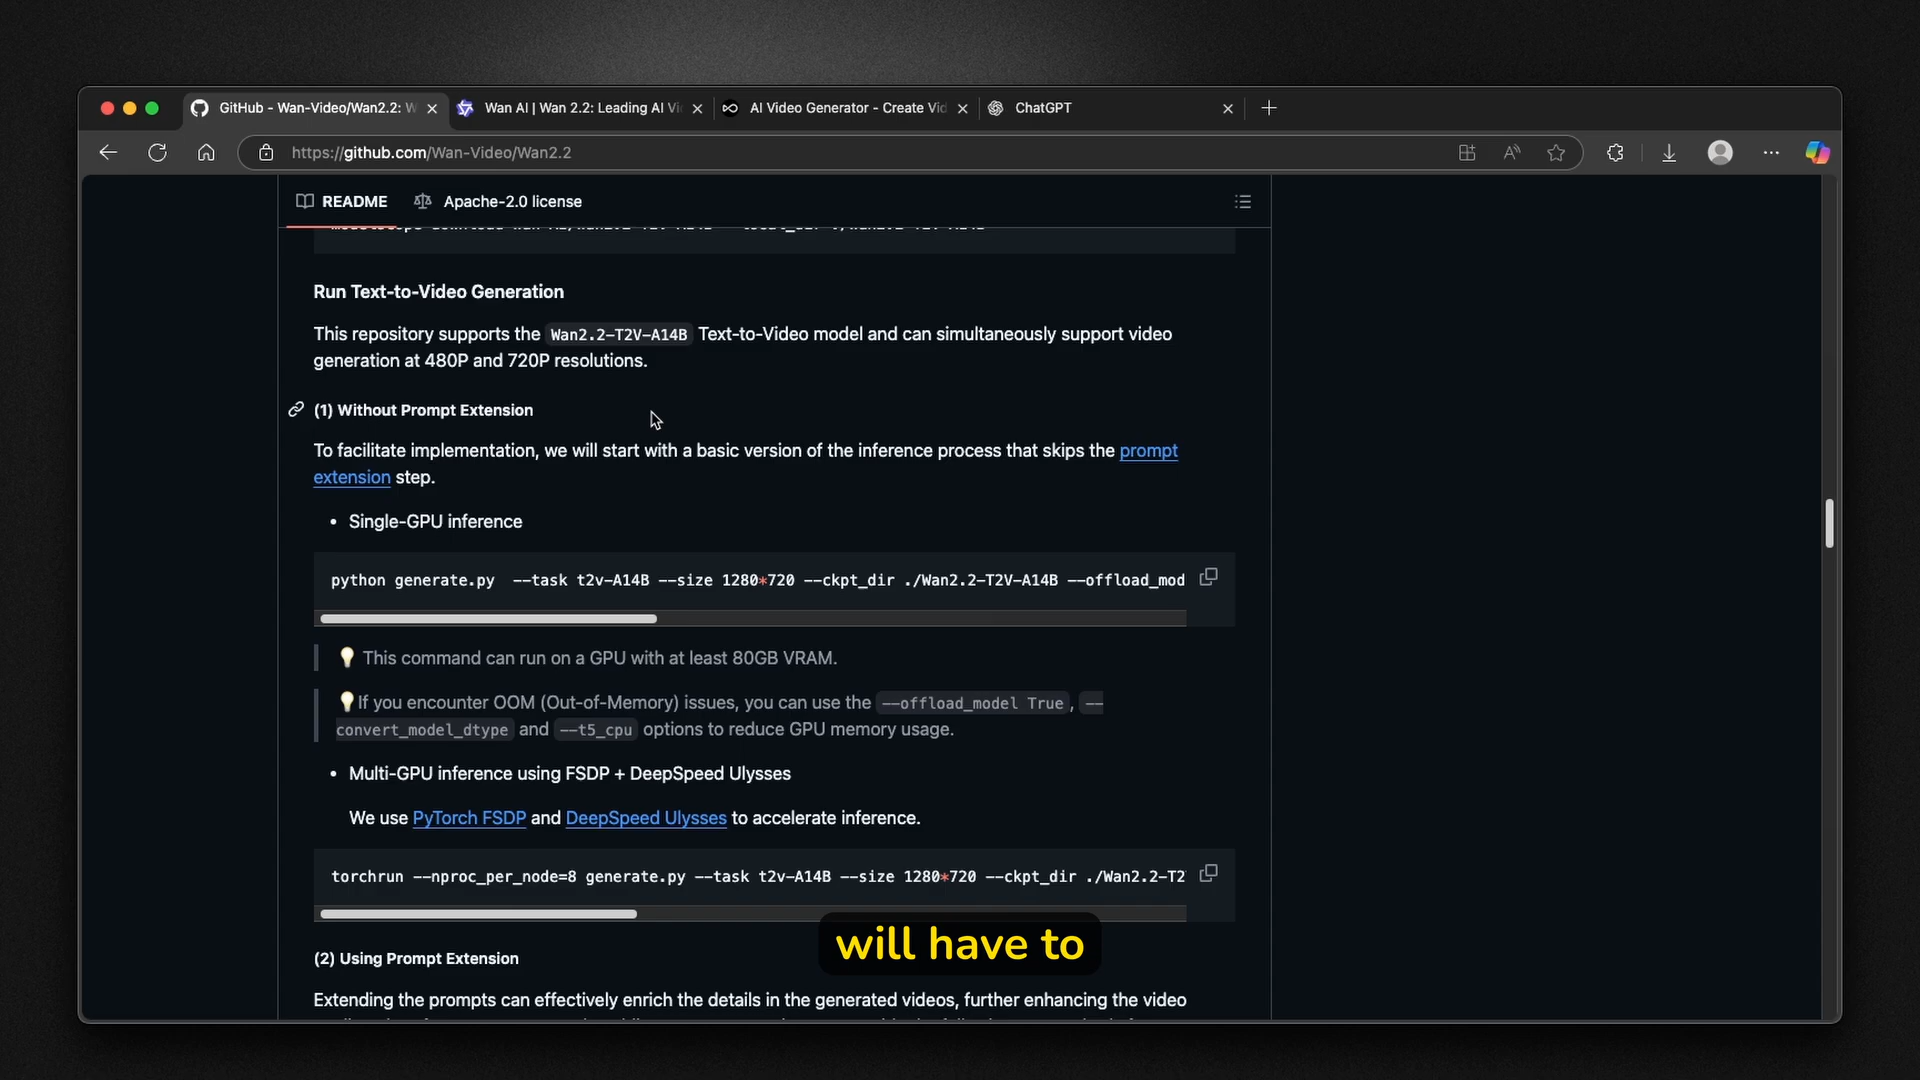 GitHub - Wan-Video/Wan2.2: W
Wan AI | Wan 2.2: Leading AI Vi
AI Video Generator - Create Vid
ChatGPT
https://github.com/Wan-Video/Wan2.2
README
Apache-2.0 license
Run Text-to-Video Generation
This repository supports the Wan2.2-T2V-A14B Text-to-Video model and can simultaneously support video
generation at 480P and 720P resolutions.
(1) Without Prompt Extension
To facilitate implementation, we will start with a basic version of the inference process that skips the prompt
extension step.
• Single-GPU inference
python generate.py --task t2v-A14B --size 1280*720 --ckpt_dir ./Wan2.2-T2V-A14B --offload_mod
💡 This command can run on a GPU with at least 80GB VRAM.
💡If you encounter OOM (Out-of-Memory) issues, you can use the --offload_model True, --
convert_model_dtype and --t5_cpu options to reduce GPU memory usage.
• Multi-GPU inference using FSDP + DeepSpeed Ulysses
We use PyTorch FSDP and DeepSpeed Ulysses to accelerate inference.
torchrun --nproc_per_node=8 generate.py --task t2v-A14B --size 1280*720 --ckpt_dir ./Wan2.2-T2
will have to
(2) Using Prompt Extension
Extending the prompts can effectively enrich the details in the generated videos, further enhancing the video